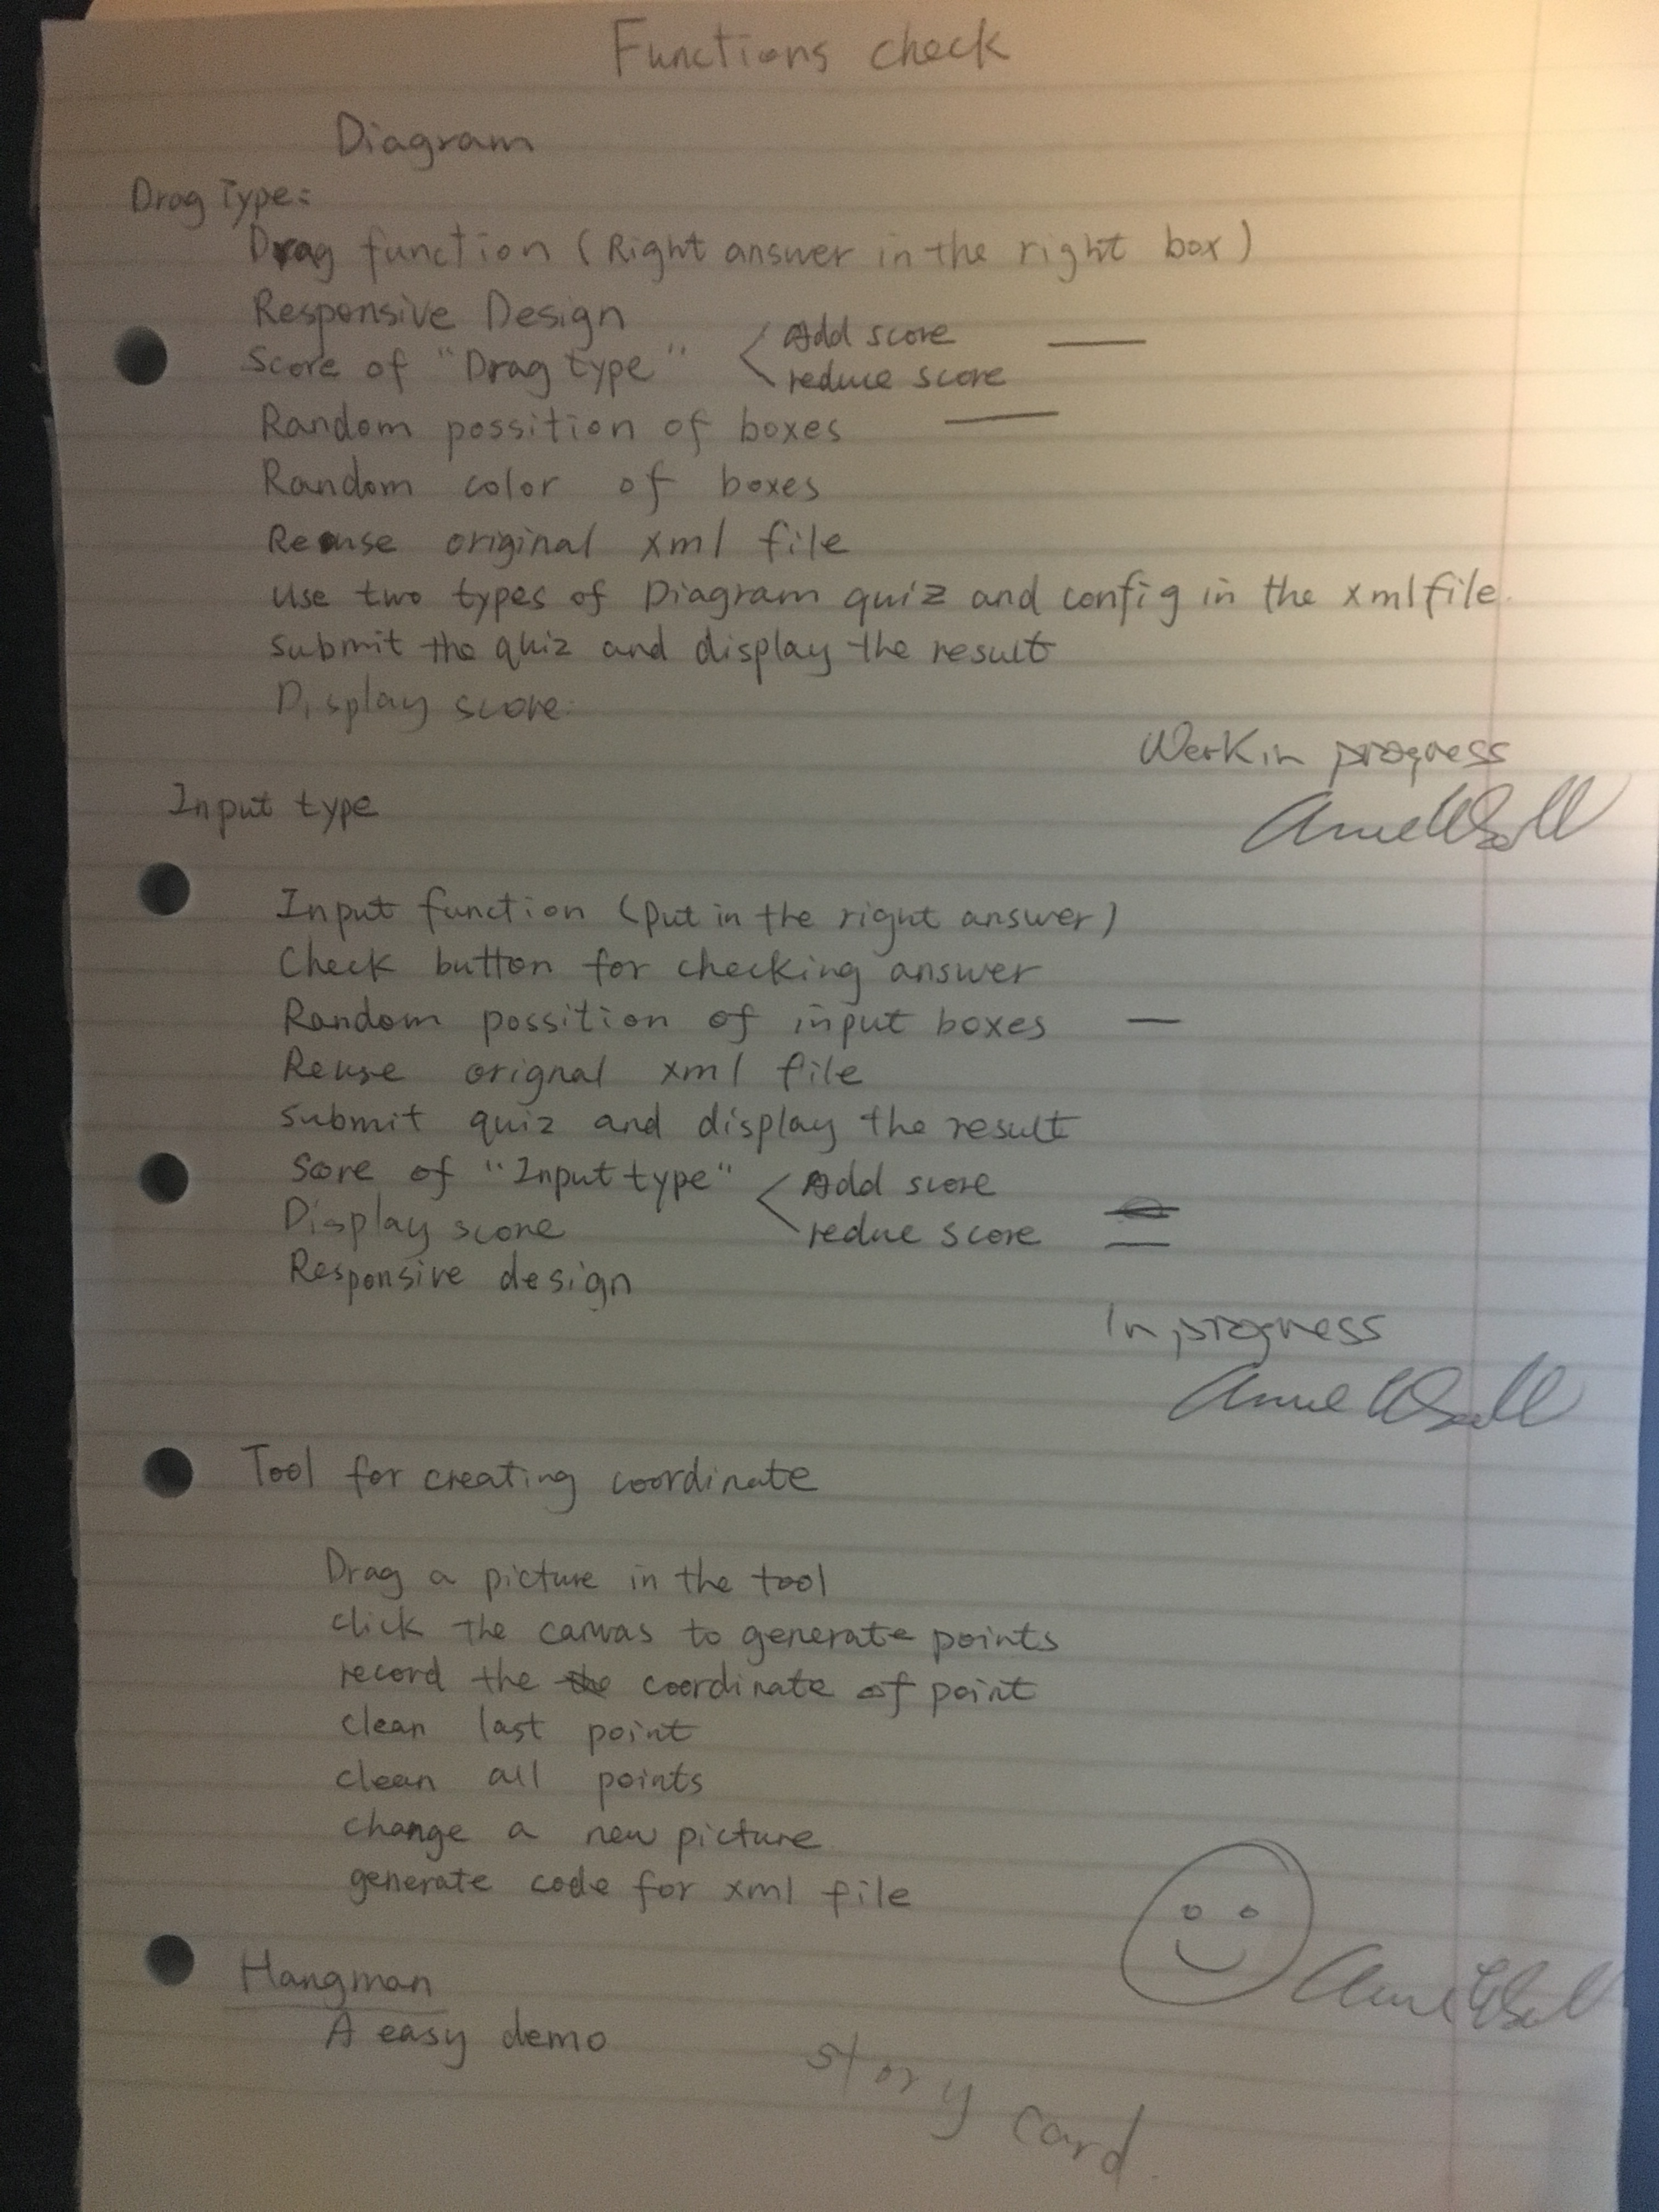 Functions check
Diagram
Drag Type:
Drag function (Right answer in the right box)
Responsive Design
Score of "Drag type" < Add score
reduce score
Random possition of boxes
Random color of boxes
Reuse original xml file
Use two types of Diagram quiz and config in the xml file.
submit the quiz and display the result
Display score.
Work in progress
Input type
Input function (put in the right answer)
Check button for checking answer
Random possition of input boxes
Reuse orignal xml file
submit quiz and display the result
Score of "Input type" < Add score
redue score
Display score
Responsive design
In progress
Tool for creating coordinate
Drag a picture in the tool
click the canvas to generate points
record the the coordinate of point
clean last point
clean all points
change a new picture
generate code for xml file
Hangman
A easy demo
story card.